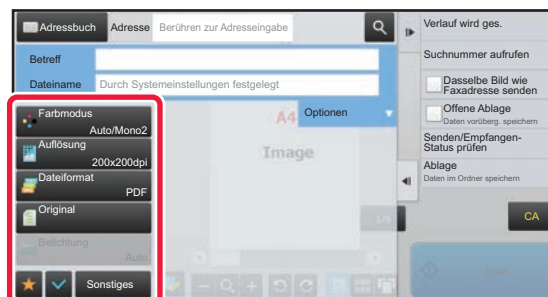 Adressbuch Adresse Berühren zur Adresseingabe
Betreff
Dateiname Durch Systemeinstellungen festgelegt
Farbmodus
Auto/Mono2
Auflösung
200x200dpi
Dateiformat
PDF
Original
Belichtung
Auto
Sonstiges
A4
Optionen
Image
1/5
Verlauf wird ges.
Suchnummer aufrufen
Dasselbe Bild wie
Faxadresse senden
Offene Ablage
Daten vorüberg. speichern
Senden/Empfangen-
Status prüfen
Ablage
Daten im Ordner speichern
CA
Start